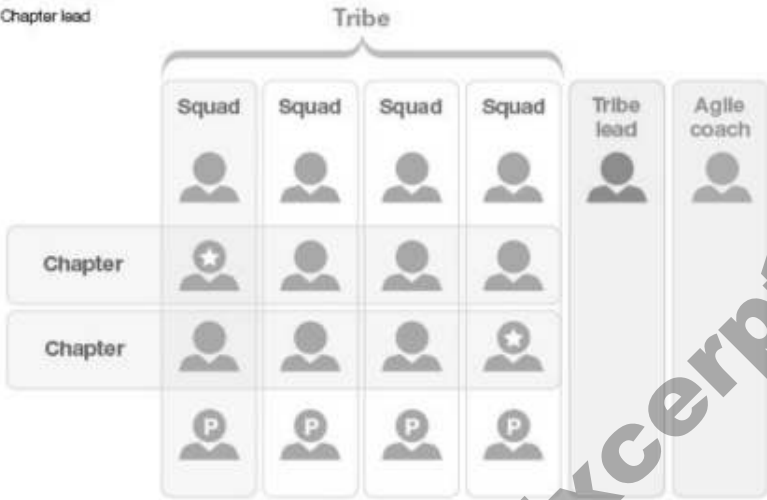 Chapter lead
Tribe
Squad Squad Squad Squad Tribe lead Agile coach
Chapter
Chapter
P P P P